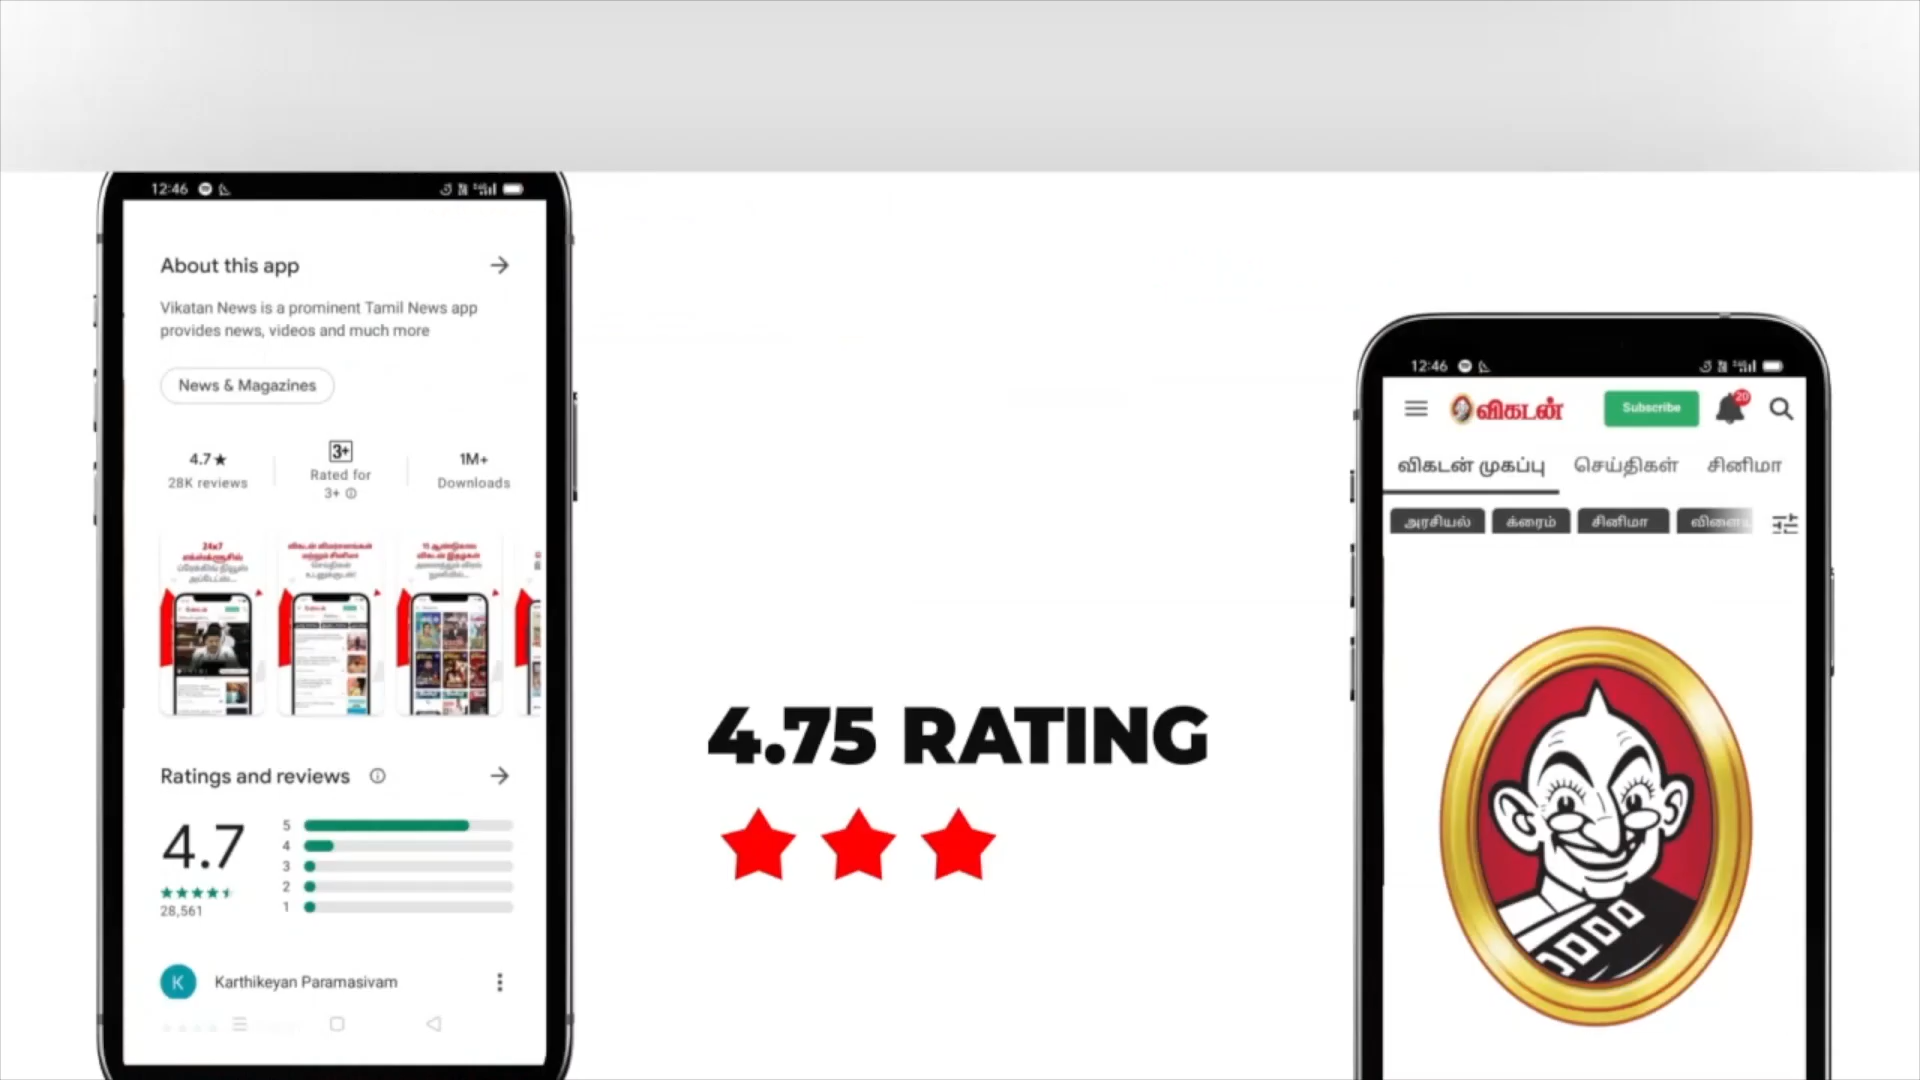 12:46
About this app
Vikatan News is a prominent Tamil News app
provides news, videos and much more
News & Magazines
4.7★
28K reviews
3+
Rated for
3+
1M+
Downloads
24x7
Ratings and reviews
4.7
28,561
5
4
3
2
1
K
Karthikeyan Paramasivam
4.75 RATING
12:46
விகடன்
Subscribe
20
விகடன் முகப்பு
செய்திகள்
சினிமா
அரசியல்
க்ரைம்
சினிமா